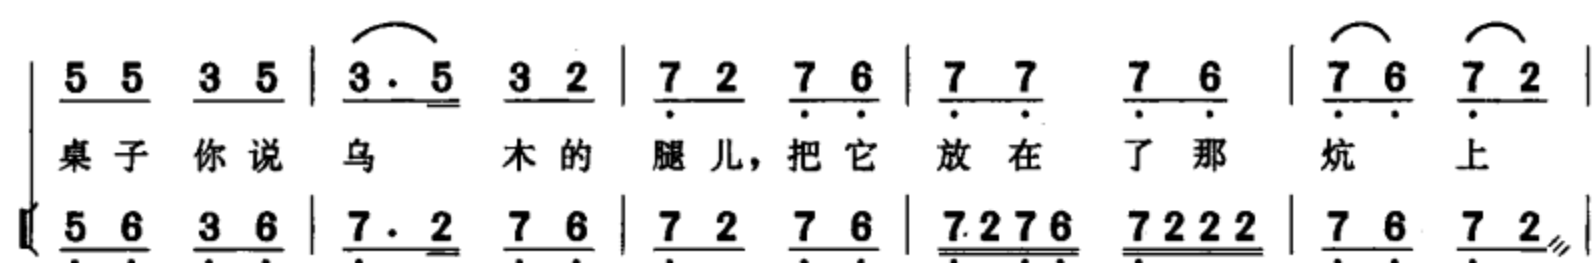 5 5 3 5 | 3 . 5 3 2 | 7 2 7 6 | 7 7 7 6 | 7 6 7 2 |
桌子你说乌木的腿儿，把它放在了那炕上
5 6 3 6 | 7 . 2 7 6 | 7 2 7 6 | 7. 2 7 6 7 2 2 2 | 7 6 7 2 |